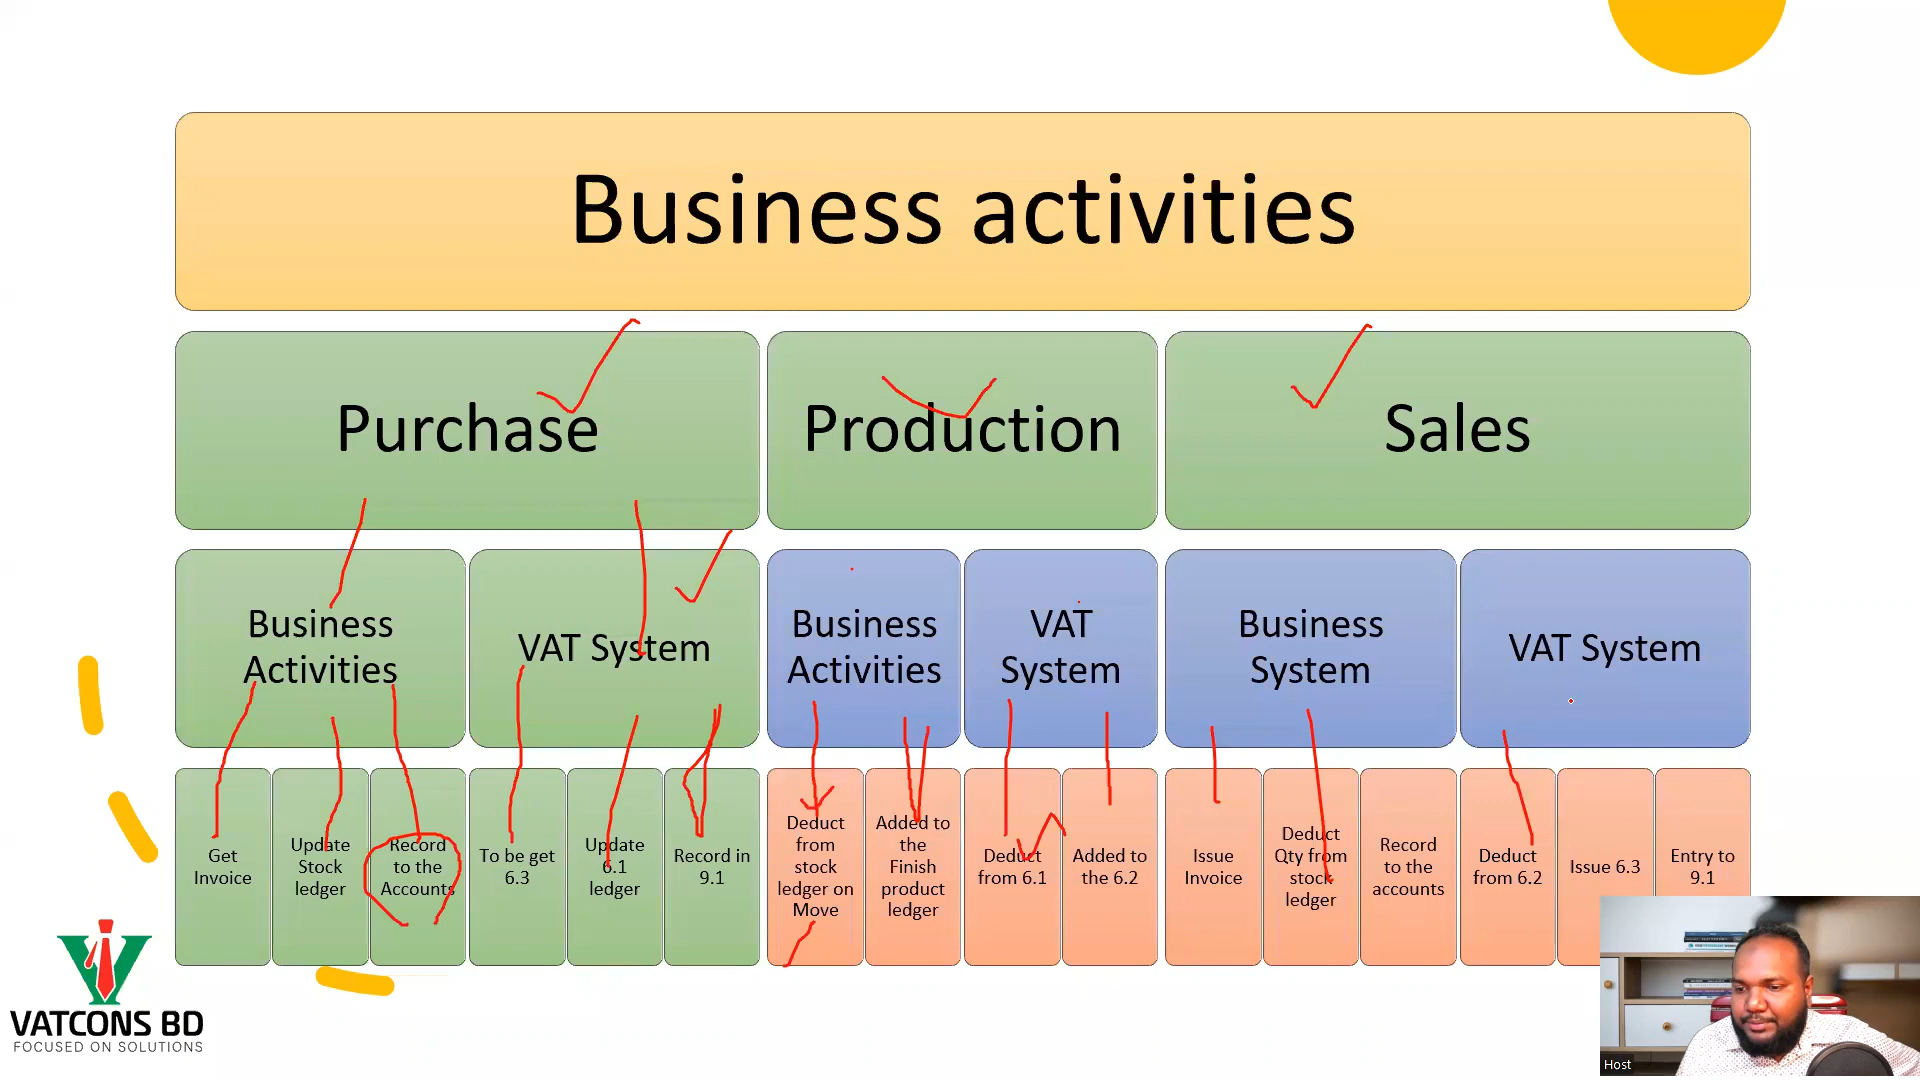 Business activities
Purchase
Production
Sales
Business
Activities
VAT System
Business
Activities
VAT
System
Business
System
VAT System
Get
Invoice
Update
Stock
ledger
Record
to the
Accounts
To be get
6.3
Update
6.1
ledger
Record in
9.1
Deduct
from
stock
ledger on
Move
Added to
the
Finish
product
ledger
Deduct
from 6.1
Added to
the 6.2
Issue
Invoice
Deduct
Qty from
stock
ledger
Record
to the
accounts
Deduct
from 6.2
Issue 6.3
Entry to
9.1
VATCONS BD
FOCUSED ON SOLUTIONS
Host